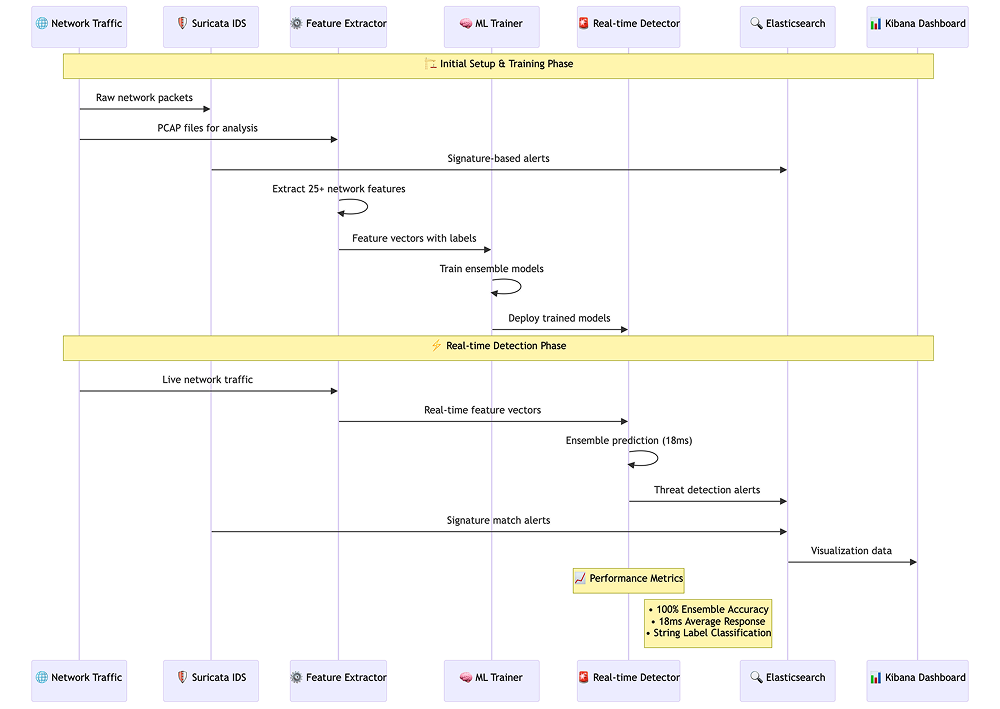 🌐 Network Traffic
🛡️ Suricata IDS
⚙️ Feature Extractor
🧠 ML Trainer
🚨 Real-time Detector
🔍 Elasticsearch
📊 Kibana Dashboard
🏗️ Initial Setup & Training Phase
Raw network packets
PCAP files for analysis
Signature-based alerts
Extract 25+ network features
Feature vectors with labels
Train ensemble models
Deploy trained models
⚡ Real-time Detection Phase
Live network traffic
Real-time feature vectors
Ensemble prediction (18ms)
Threat detection alerts
Signature match alerts
Visualization data
📈 Performance Metrics
• 100% Ensemble Accuracy
• 18ms Average Response
• String Label Classification
🌐 Network Traffic
🛡️ Suricata IDS
⚙️ Feature Extractor
🧠 ML Trainer
🚨 Real-time Detector
🔍 Elasticsearch
📊 Kibana Dashboard